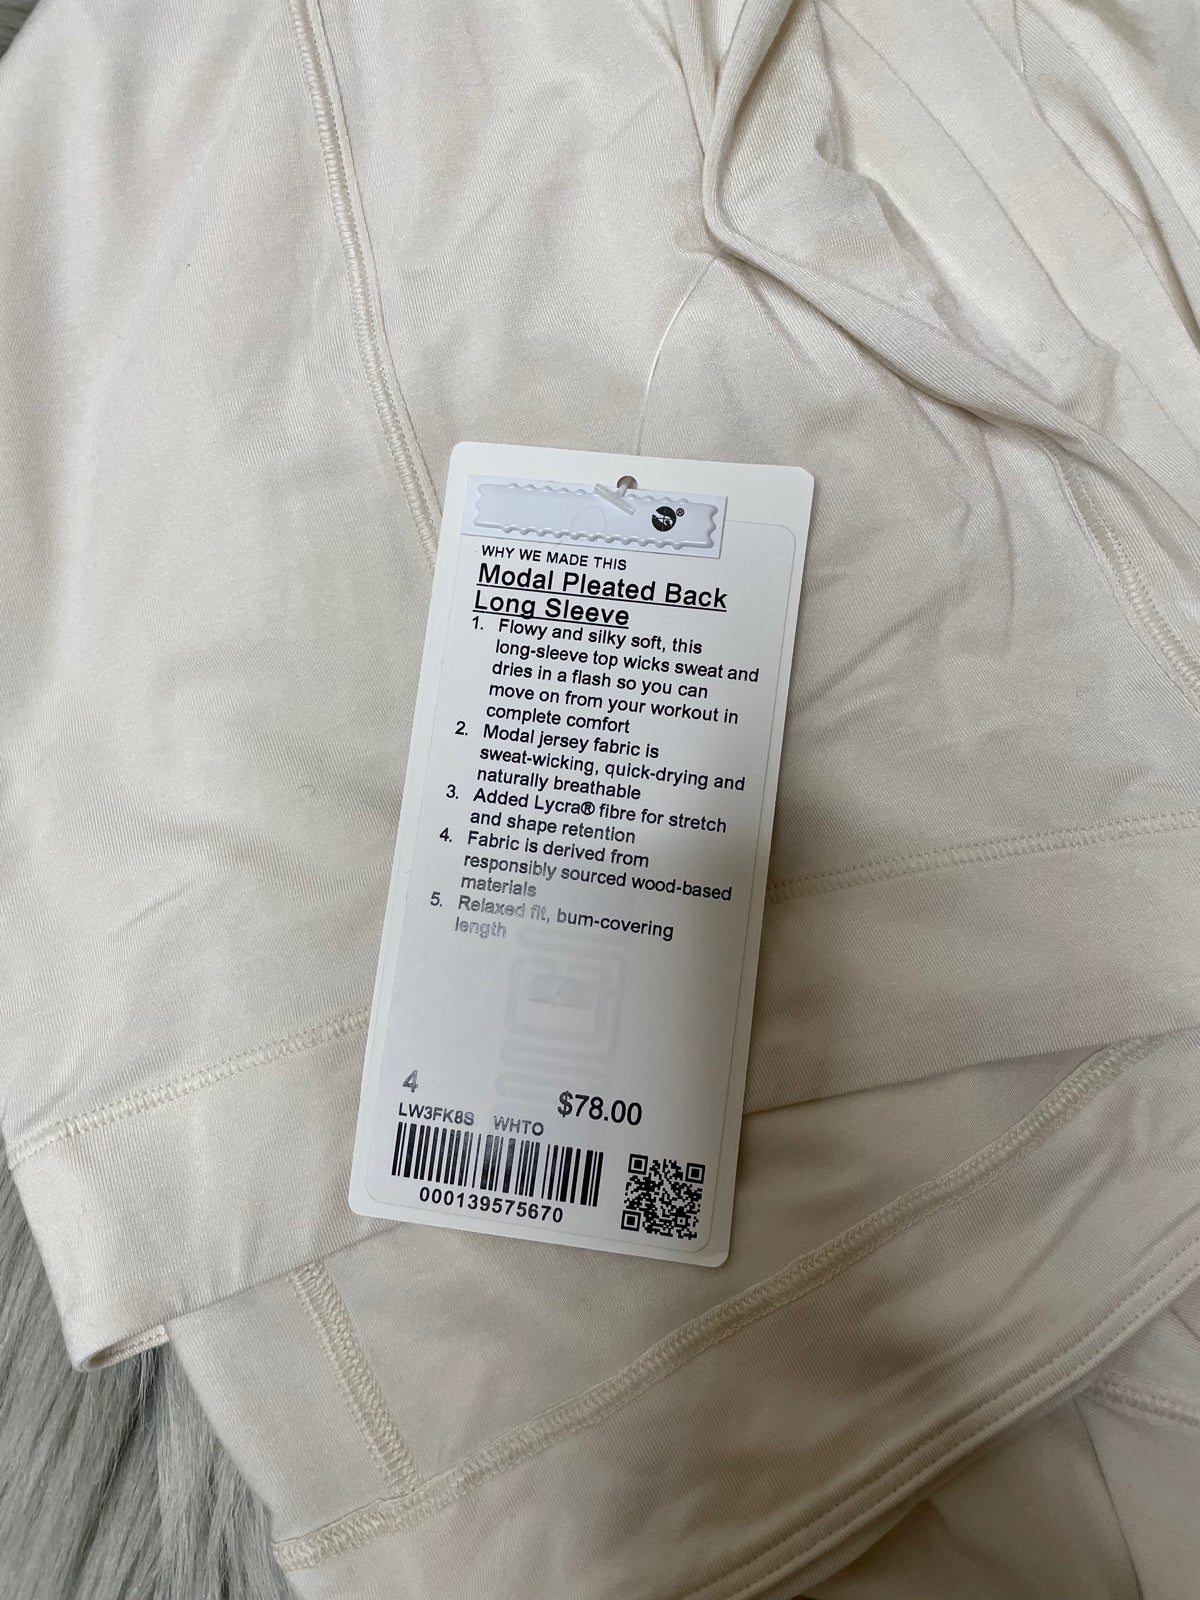 ®
WHY WE MADE THIS
Modal Pleated Back
Long Sleeve
1. Flowy and silky soft, this
long-sleeve top wicks sweat and
dries in a flash so you can
move on from your workout in
complete comfort
2. Modal jersey fabric is
sweat-wicking, quick-drying and
naturally breathable
3. Added Lycra® fibre for stretch
and shape retention
4. Fabric is derived from
responsibly sourced wood-based
materials
5. Relaxed fit, bum-covering
length
4
$78.00
LW3FK8S WHTO
000139575670